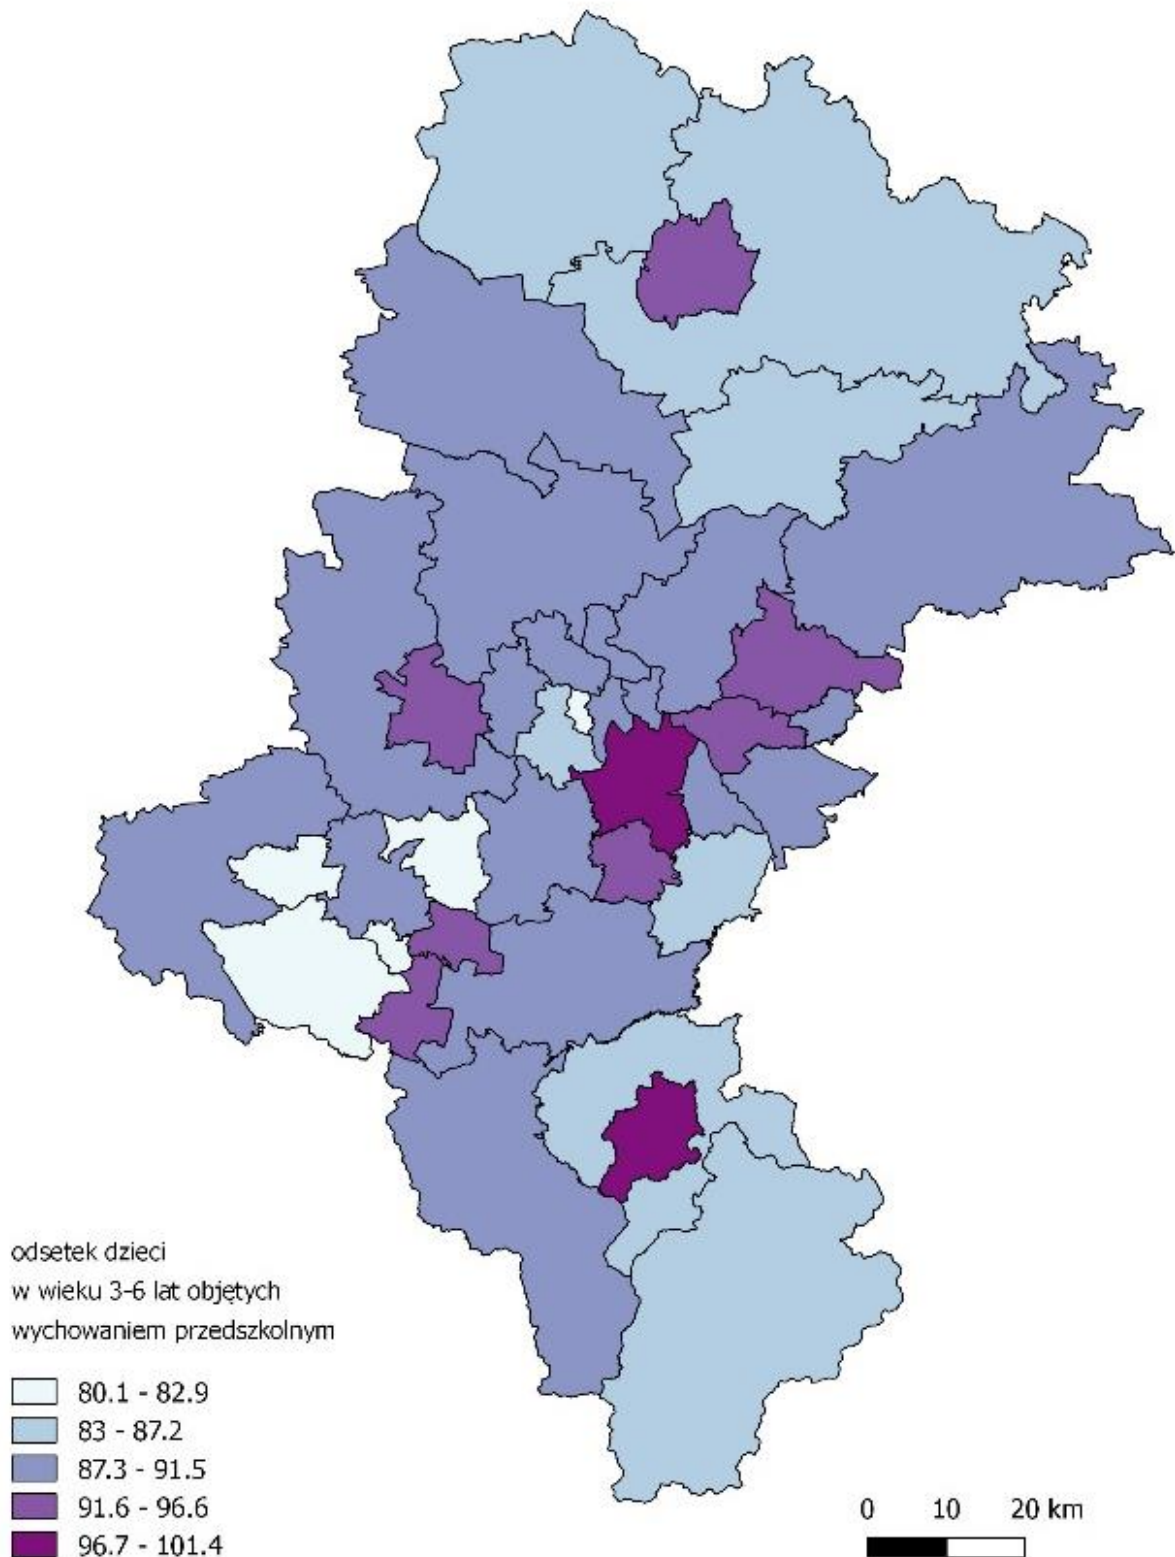 odsetek dzieci
w wieku 3-6 lat objętych
wychowaniem przedszkolnym
80.1 - 82.9
83 - 87.2
87.3 - 91.5
91.6 - 96.6
96.7 - 101.4
0 10 20 km